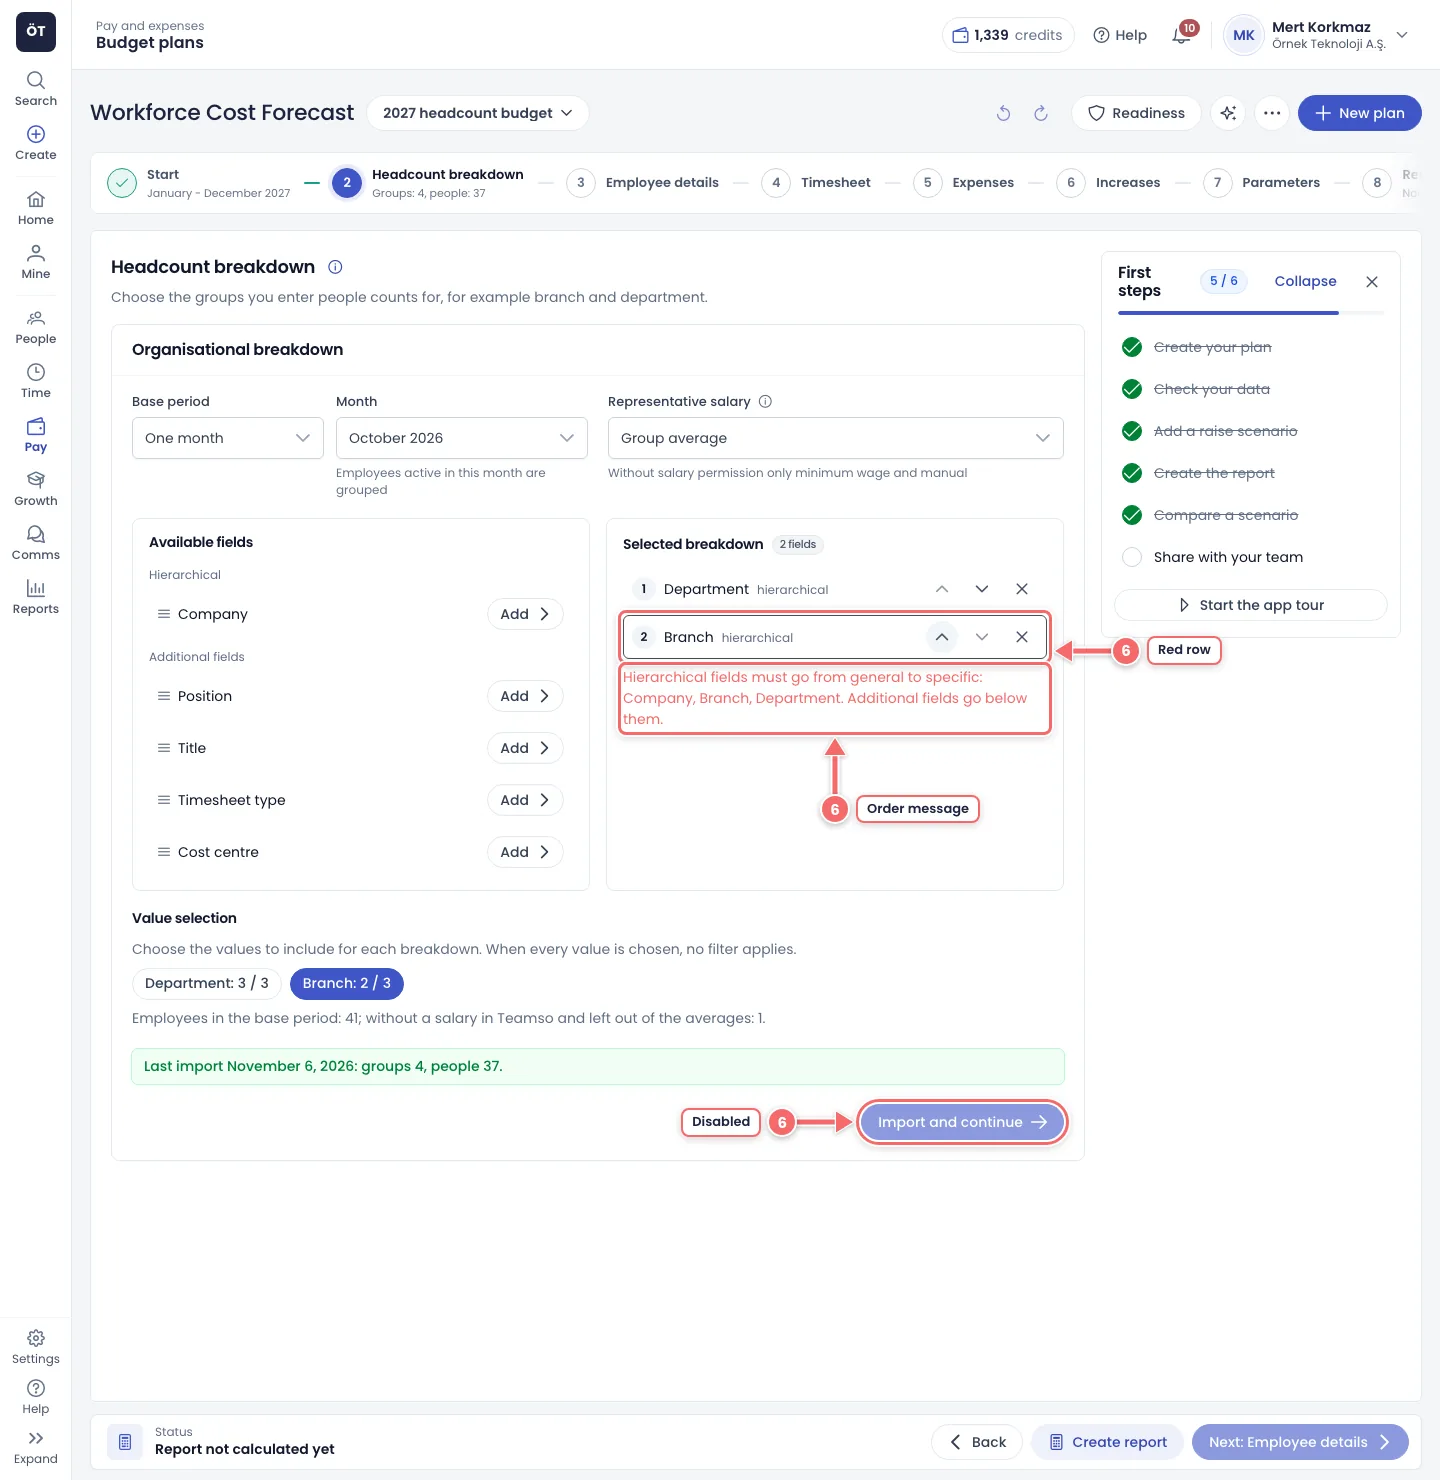 ÖT
Search
Create
Home
Mine
People
Time
Pay
Growth
Comms
Reports
Settings
Help
Expand
Pay and expenses
Budget plans
1,339 credits
Help
10
MK
Mert Korkmaz
Örnek Teknoloji A.Ş.
Workforce Cost Forecast
2027 headcount budget
Readiness
New plan
Start
January - December 2027
2
Headcount breakdown
Groups: 4, people: 37
3
Employee details
4
Timesheet
5
Expenses
6
Increases
7
Parameters
8
Headcount breakdown
Choose the groups you enter people counts for, for example branch and department.
Organisational breakdown
Base period
One month
Month
October 2026
Employees active in this month are
grouped
Representative salary
Group average
Without salary permission only minimum wage and manual
Available fields
Hierarchical
Company
Add
Additional fields
Position
Add
Title
Add
Timesheet type
Add
Cost centre
Add
Selected breakdown
2 fields
1 Department hierarchical
2 Branch hierarchical
Hierarchical fields must go from general to specific:
Company, Branch, Department. Additional fields go below
them.
6 Red row
6 Order message
Value selection
Choose the values to include for each breakdown. When every value is chosen, no filter applies.
Department: 3 / 3
Branch: 2 / 3
Employees in the base period: 41; without a salary in Teamso and left out of the averages: 1.
Last import November 6, 2026: groups 4, people 37.
Disabled 6
Import and continue
First
steps
5 / 6
Collapse
Create your plan
Check your data
Add a raise scenario
Create the report
Compare a scenario
Share with your team
Start the app tour
Status
Report not calculated yet
Back
Create report
Next: Employee details